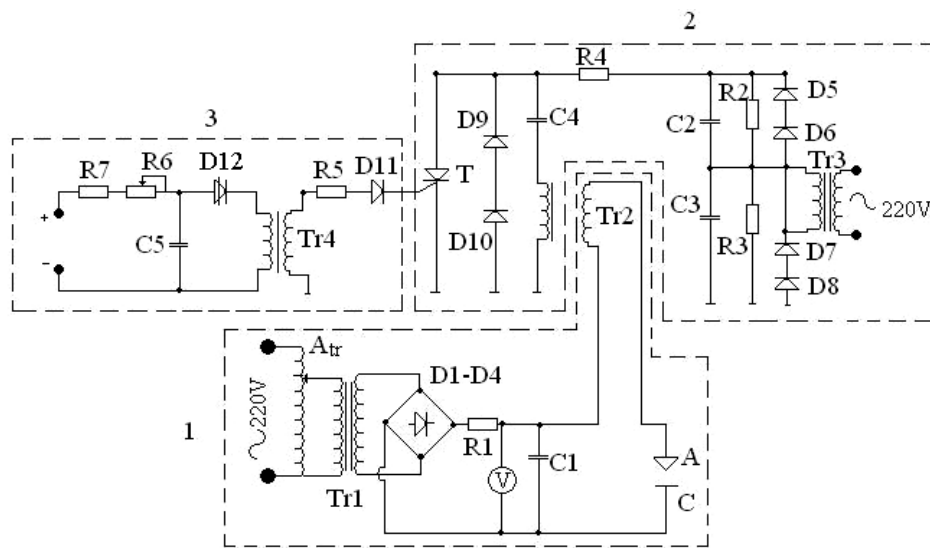 2
3
R4
R7
R6
D12
R5
D11
T
D9
C4
D10
C2
R2
D5
D6
Tr3
C3
R3
220V
D7
D8
+
−
C5
Tr4
Tr2
1
220V
Atr
D1-D4
Tr1
R1
V
C1
A
C